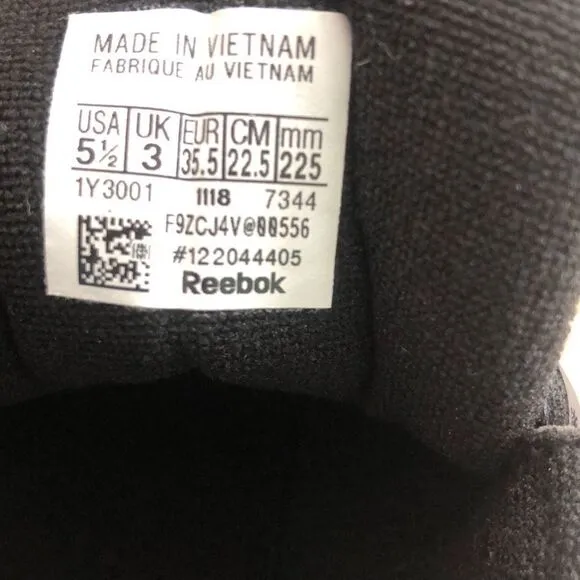 MADE IN VIETNAM
FABRIQUE AU VIETNAM
USA UK EUR CM mm
5½ 3 35.5 22.5 225
1Y3001 1118 7344
F9ZCJ4V@00556
#122044405
Reebok